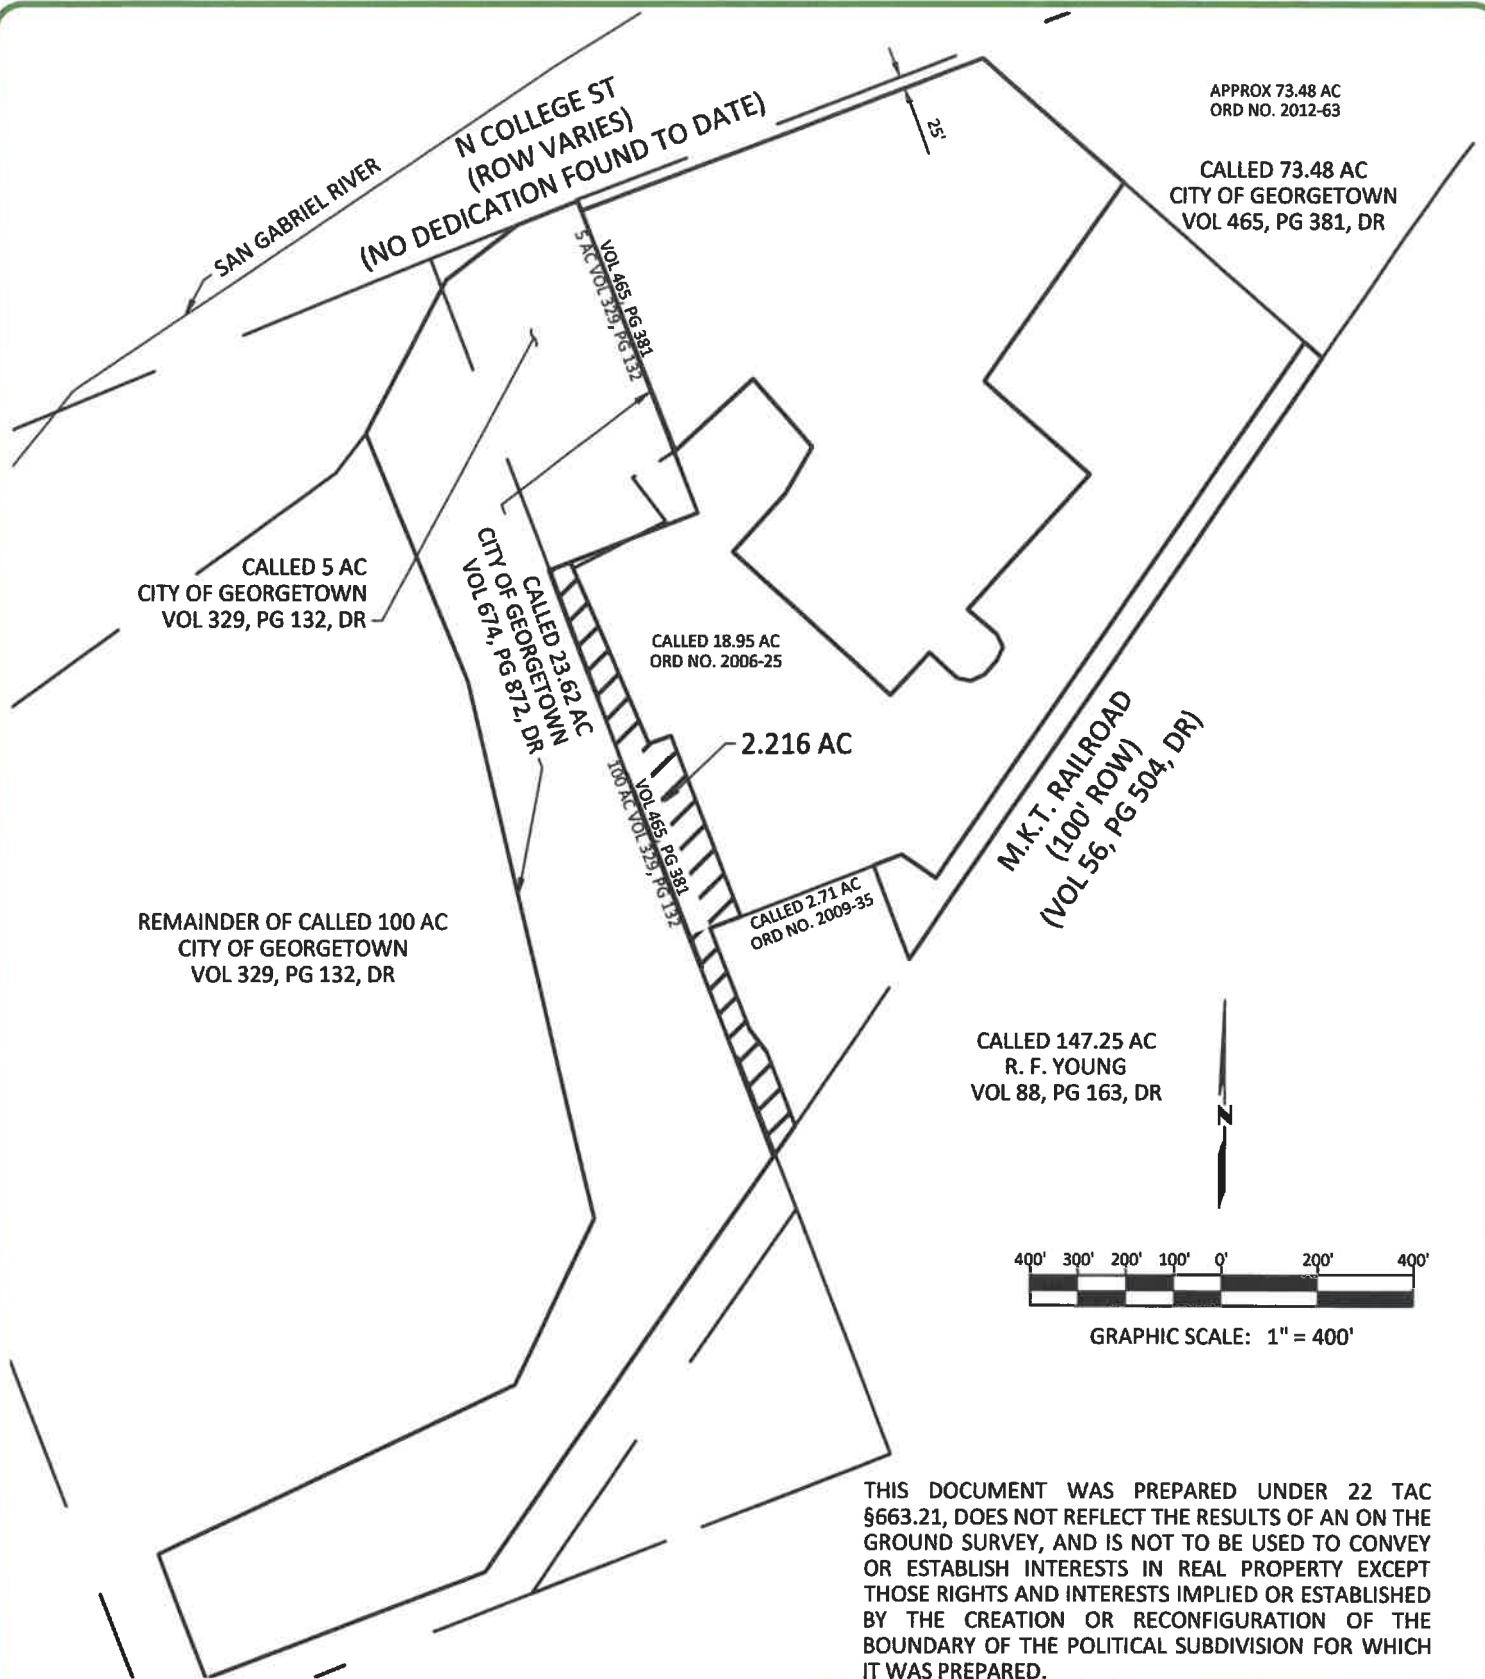 N COLLEGE ST
(ROW VARIES)
(NO DEDICATION FOUND TO DATE)
SAN GABRIEL RIVER
25'
APPROX 73.48 AC
ORD NO. 2012-63
CALLED 73.48 AC
CITY OF GEORGETOWN
VOL 465, PG 381, DR
VOL 465, PG 381
5 AC VOL 329, PG 132
CALLED 5 AC
CITY OF GEORGETOWN
VOL 329, PG 132, DR
CALLED 23.62 AC
CITY OF GEORGETOWN
VOL 674, PG 872, DR
CALLED 18.95 AC
ORD NO. 2006-25
2.216 AC
VOL 465, PG 381
100 AC VOL 329, PG 132
M.K.T. RAILROAD
(100' ROW)
(VOL 56, PG 504, DR)
CALLED 2.71 AC
ORD NO. 2009-35
REMAINDER OF CALLED 100 AC
CITY OF GEORGETOWN
VOL 329, PG 132, DR
CALLED 147.25 AC
R. F. YOUNG
VOL 88, PG 163, DR
N
400' 300' 200' 100' 0' 200' 400'
GRAPHIC SCALE: 1" = 400'
THIS DOCUMENT WAS PREPARED UNDER 22 TAC
§663.21, DOES NOT REFLECT THE RESULTS OF AN ON THE
GROUND SURVEY, AND IS NOT TO BE USED TO CONVEY
OR ESTABLISH INTERESTS IN REAL PROPERTY EXCEPT
THOSE RIGHTS AND INTERESTS IMPLIED OR ESTABLISHED
BY THE CREATION OR RECONFIGURATION OF THE
BOUNDARY OF THE POLITICAL SUBDIVISION FOR WHICH
IT WAS PREPARED.